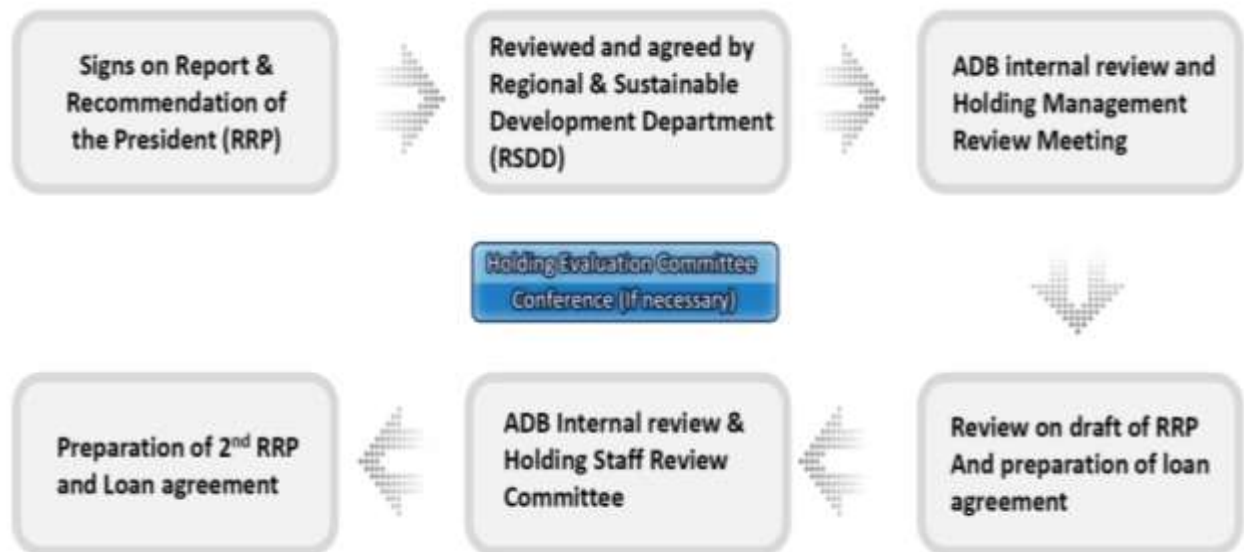 Signs on Report &
Recommendation of
the President (RRP)
Reviewed and agreed by
Regional & Sustainable
Development Department
(RSDD)
ADB internal review and
Holding Management
Review Meeting
Holding Evaluation Committee
Conference (If necessary)
Preparation of 2nd RRP
and Loan agreement
ADB Internal review &
Holding Staff Review
Committee
Review on draft of RRP
And preparation of loan
agreement